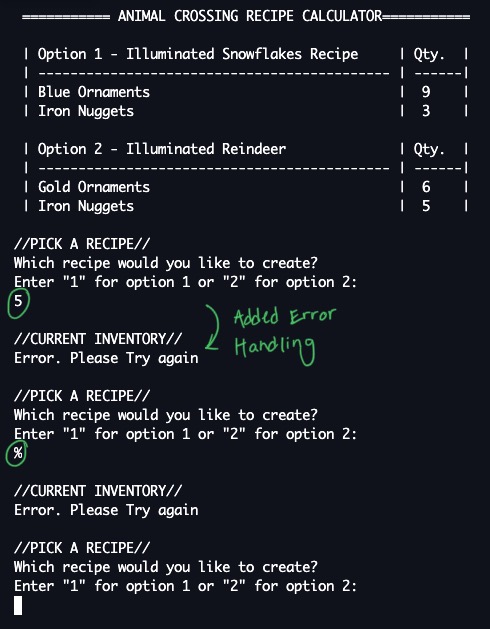 =========== ANIMAL CROSSING RECIPE CALCULATOR===========
| Option 1 - Illuminated Snowflakes Recipe | Qty. |
| -------------------------------------------- | ------|
| Blue Ornaments | 9 |
| Iron Nuggets | 3 |
| Option 2 - Illuminated Reindeer | Qty. |
| -------------------------------------------- | ------|
| Gold Ornaments | 6 |
| Iron Nuggets | 5 |
//PICK A RECIPE//
Which recipe would you like to create?
Enter "1" for option 1 or "2" for option 2:
5
Added Error
Handling
//CURRENT INVENTORY//
Error. Please Try again
//PICK A RECIPE//
Which recipe would you like to create?
Enter "1" for option 1 or "2" for option 2:
%
//CURRENT INVENTORY//
Error. Please Try again
//PICK A RECIPE//
Which recipe would you like to create?
Enter "1" for option 1 or "2" for option 2: